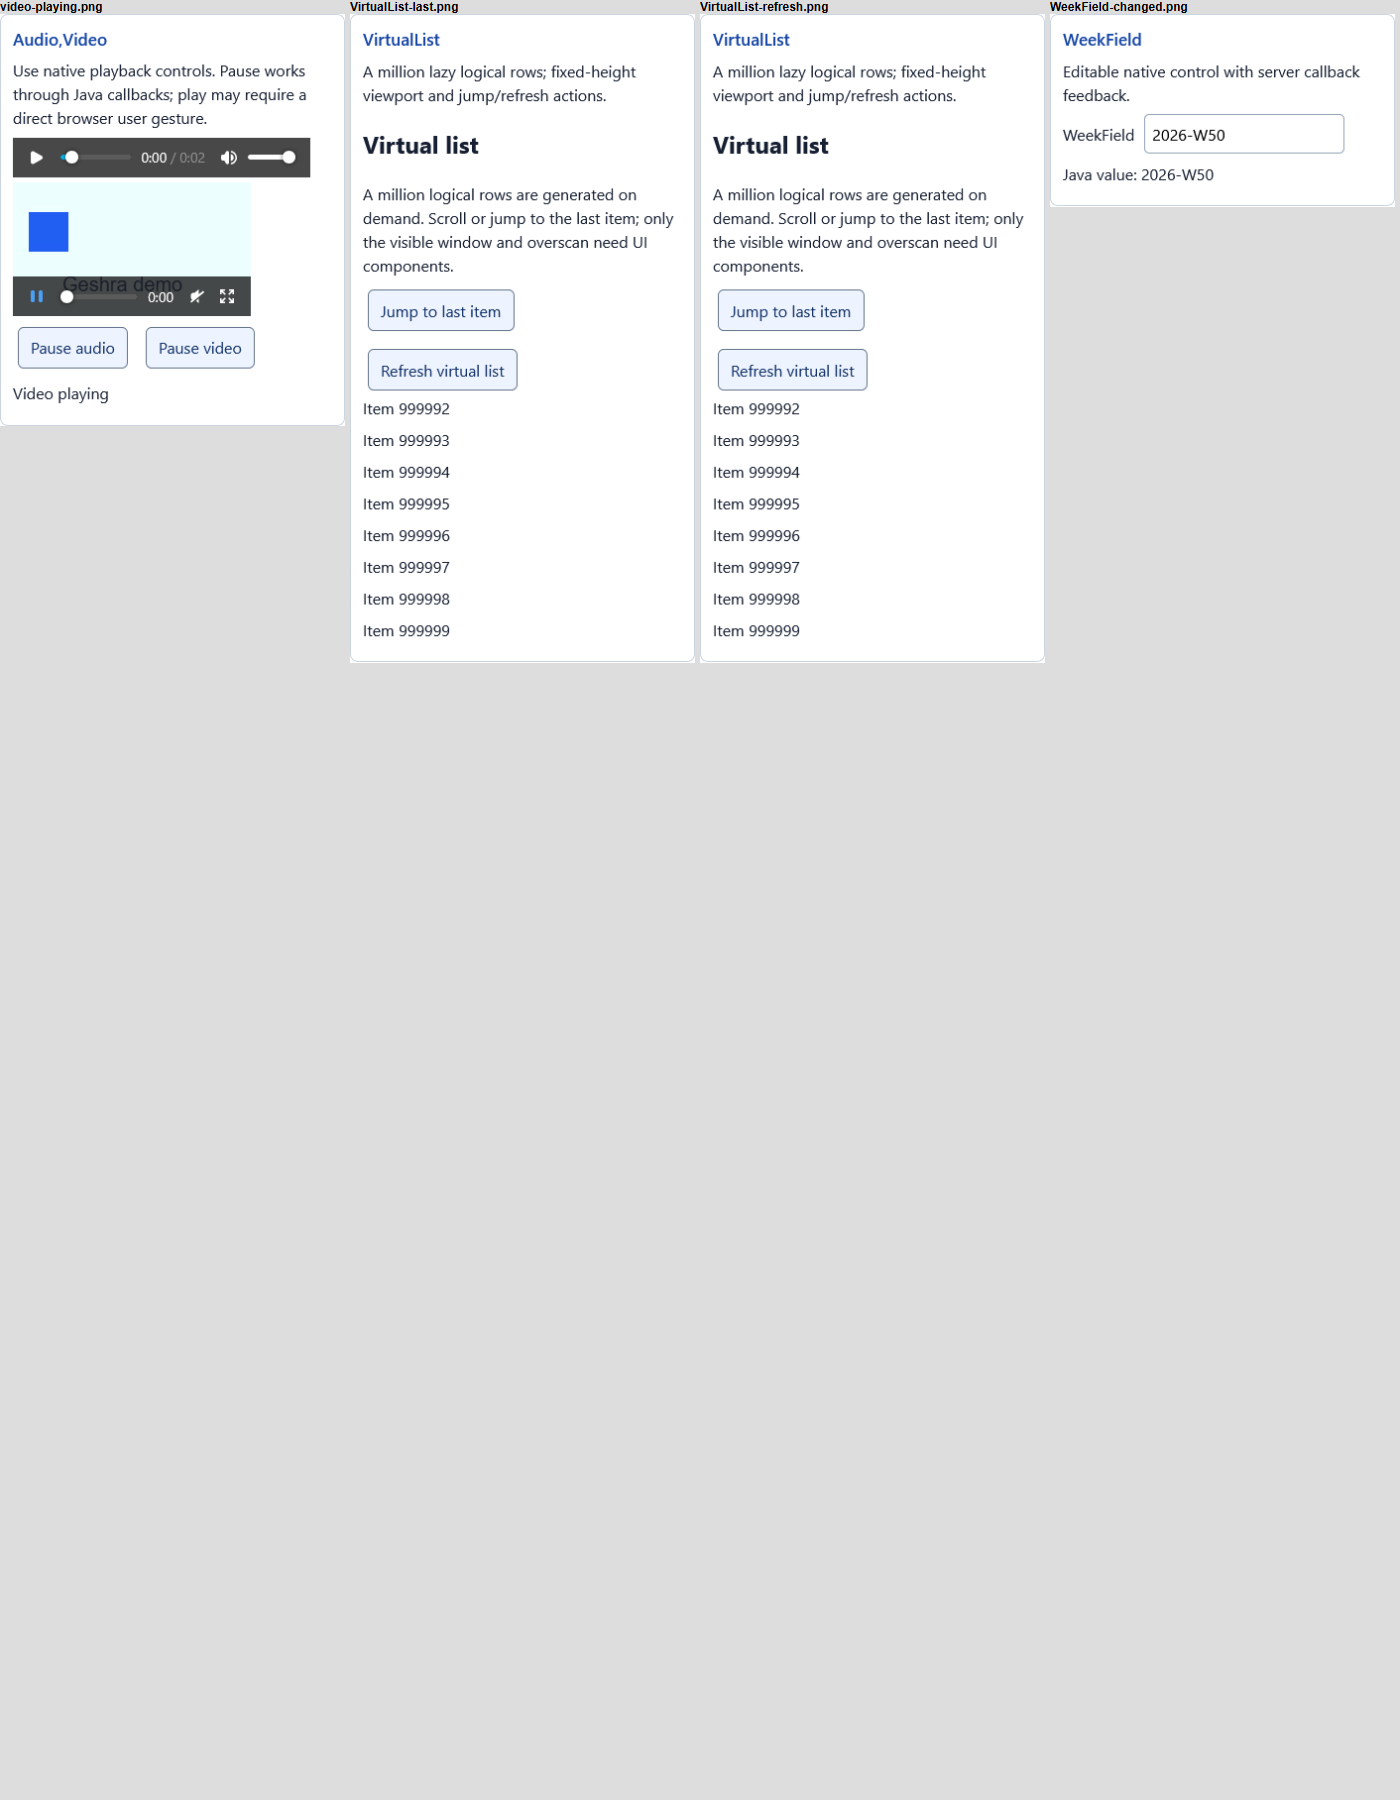 video-playing.png
Audio,Video
Use native playback controls. Pause works
through Java callbacks; play may require a
direct browser user gesture.
0:00 / 0:02
Geshra demo
0:00
Pause audio
Pause video
Video playing
VirtualList-last.png
VirtualList
A million lazy logical rows; fixed-height
viewport and jump/refresh actions.
Virtual list
A million logical rows are generated on
demand. Scroll or jump to the last item; only
the visible window and overscan need UI
components.
Jump to last item
Refresh virtual list
Item 999992
Item 999993
Item 999994
Item 999995
Item 999996
Item 999997
Item 999998
Item 999999
VirtualList-refresh.png
VirtualList
A million lazy logical rows; fixed-height
viewport and jump/refresh actions.
Virtual list
A million logical rows are generated on
demand. Scroll or jump to the last item; only
the visible window and overscan need UI
components.
Jump to last item
Refresh virtual list
Item 999992
Item 999993
Item 999994
Item 999995
Item 999996
Item 999997
Item 999998
Item 999999
WeekField-changed.png
WeekField
Editable native control with server callback
feedback.
WeekField 2026-W50
Java value: 2026-W50